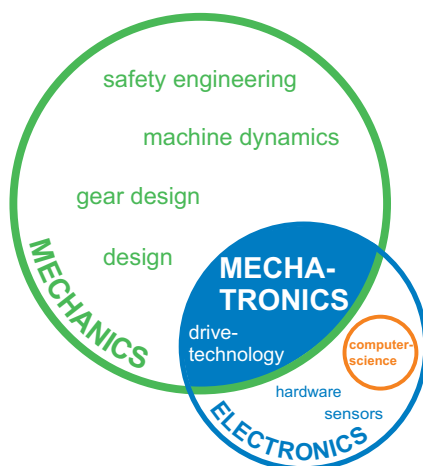 safety engineering
machine dynamics
gear design
design
MECHANICS
MECHA-
TRONICS
drive-
technology
computer-
science
hardware
sensors
ELECTRONICS